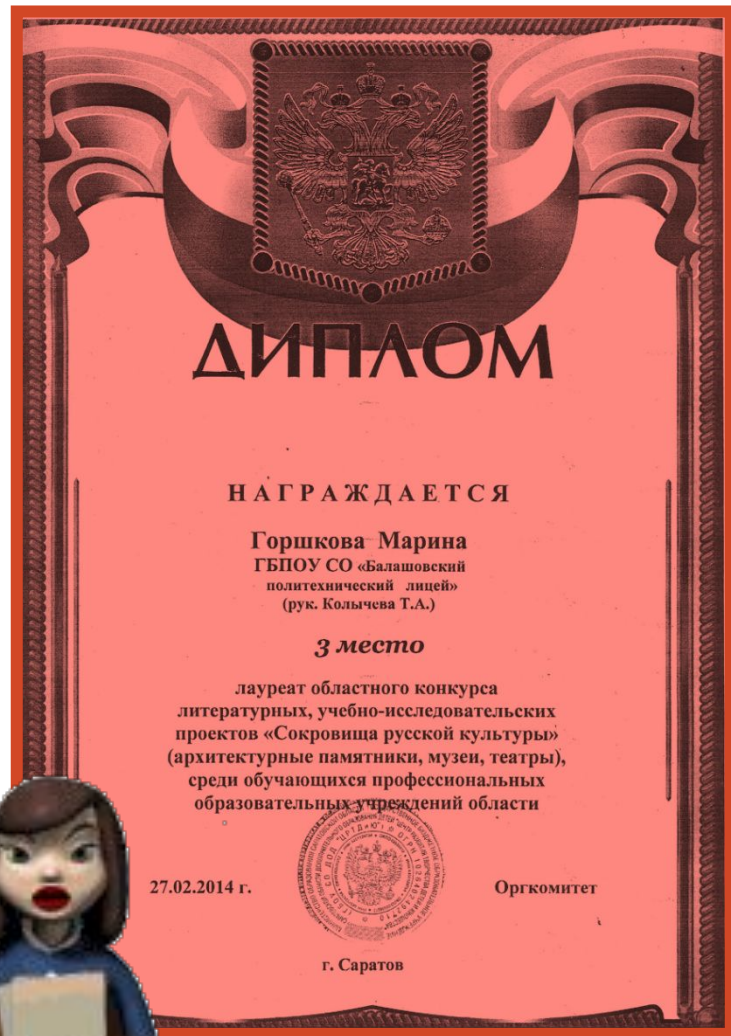 ДИПЛОМ
НАГРАЖДАЕТСЯ
Горшкова Марина
ГБПОУ СО «Балашовский
политехнический лицей»
(рук. Колычева Т.А.)
3 место
лауреат областного конкурса
литературных, учебно-исследовательских
проектов «Сокровища русской культуры»
(архитектурные памятники, музеи, театры),
среди обучающихся профессиональных
образовательных учреждений области
27.02.2014 г.
Оргкомитет
г. Саратов